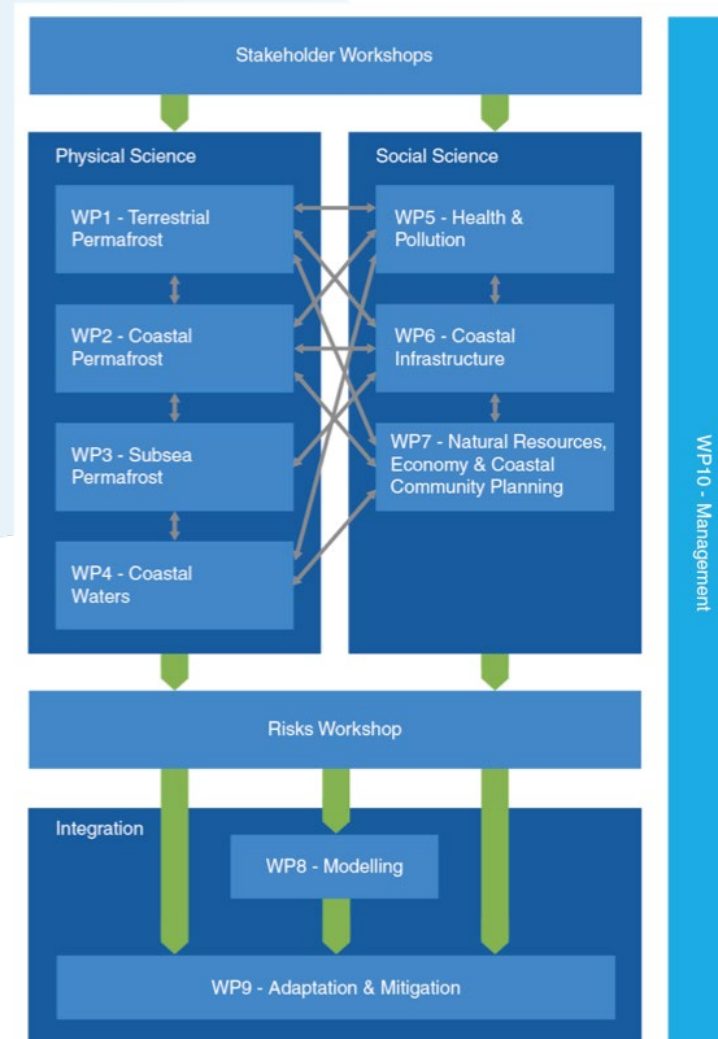 Stakeholder Workshops
Physical Science
WP1 - Terrestrial
Permafrost
WP2 - Coastal
Permafrost
WP3 - Subsea
Permafrost
WP4 - Coastal
Waters
Social Science
WP5 - Health &
Pollution
WP6 - Coastal
Infrastructure
WP7 - Natural Resources,
Economy & Coastal
Community Planning
Risks Workshop
Integration
WP8 - Modelling
WP9 - Adaptation & Mitigation
WP10 - Management